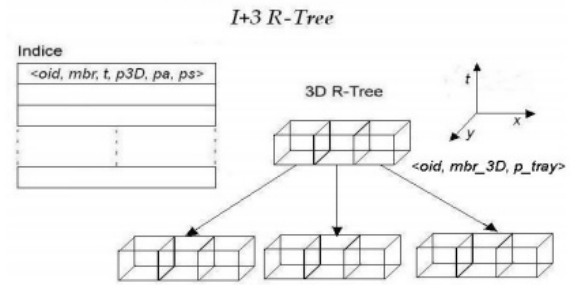 I+3 R-Tree
Indice
<oid, mbr, t, p3D, pa, ps>
3D R-Tree
t
x
y
<oid, mbr_3D, p_tray>